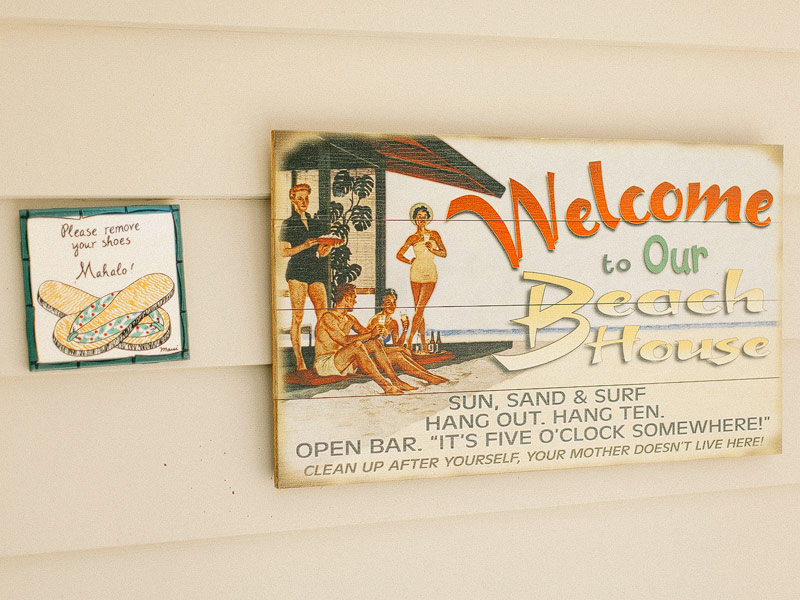 Please remove
your shoes
Mahalo!
Maui
Welcome
to Our
Beach
House
SUN, SAND & SURF
HANG OUT. HANG TEN.
OPEN BAR. "IT'S FIVE O'CLOCK SOMEWHERE!"
CLEAN UP AFTER YOURSELF, YOUR MOTHER DOESN'T LIVE HERE!